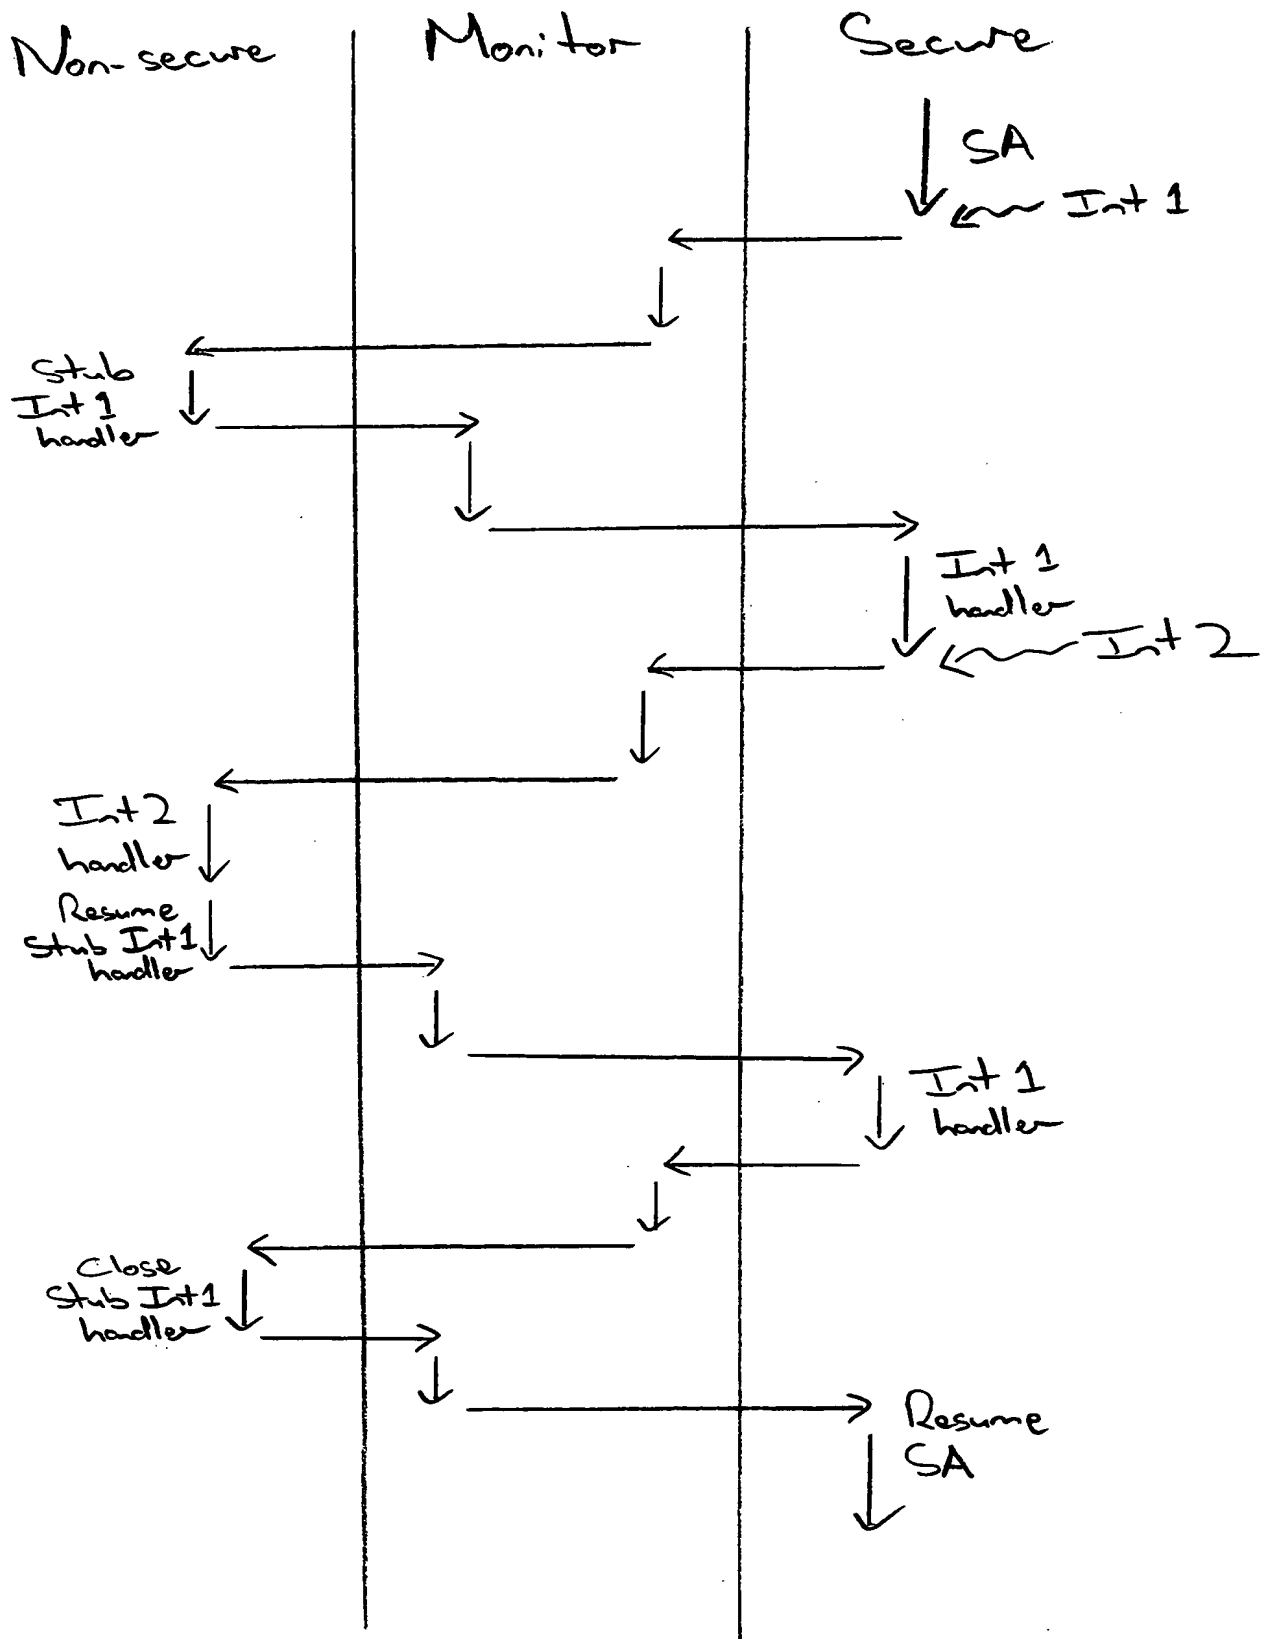 Non-secure
Monitor
Secure
SA
Int 1
Stub
Int 1
handler
Int 1
handler
Int 2
Int 2
handler
Resume
Stub Int 1
handler
Int 1
handler
Close
Stub Int 1
handler
Resume
SA